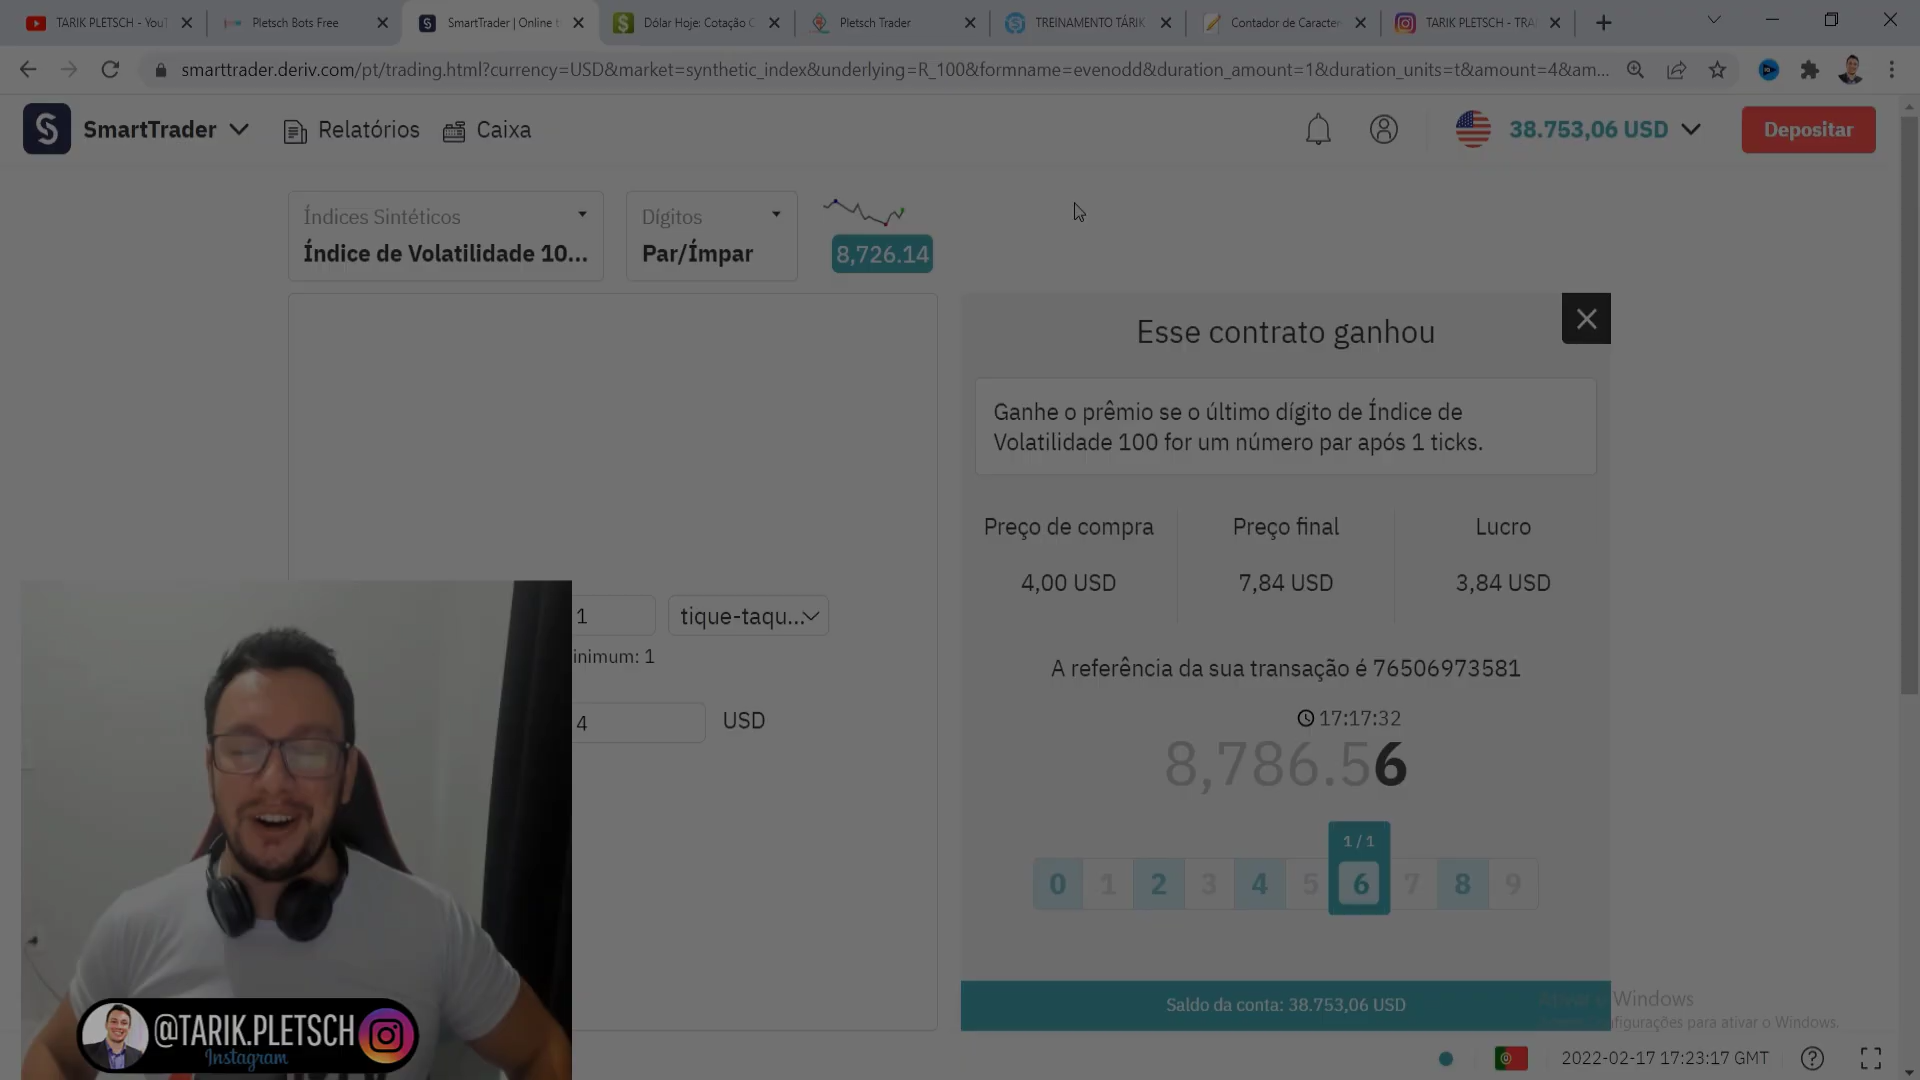 TARIK PLETSCH - You
Pletsch Bots Free
SmartTrader | Online t
Dólar Hoje: Cotação
Pletsch Trader
TREINAMENTO TÁRIK
Contador de Caracter
TARIK PLETSCH - TRA
smarttrader.deriv.com/pt/trading.html?currency=USD&market=synthetic_index&underlying=R_100&formname=evenodd&duration_amount=1&duration_units=t&amount=4&am...
SmartTrader
Relatórios
Caixa
38.753,06 USD
Depositar
Índices Sintéticos
Índice de Volatilidade 10...
Dígitos
Par/Ímpar
8,726.14
Esse contrato ganhou
Ganhe o prêmio se o último dígito de Índice de
Volatilidade 100 for um número par após 1 ticks.
Preço de compra
Preço final
Lucro
4,00 USD
7,84 USD
3,84 USD
1
tique-taqu...
inimum: 1
4
USD
A referência da sua transação é 76506973581
17:17:32
8,786.56
1 / 1
0 1 2 3 4 5 6 7 8 9
Saldo da conta: 38.753,06 USD
Windows
figurações para ativar o Windows.
@TARIK.PLETSCH
Instagram
2022-02-17 17:23:17 GMT